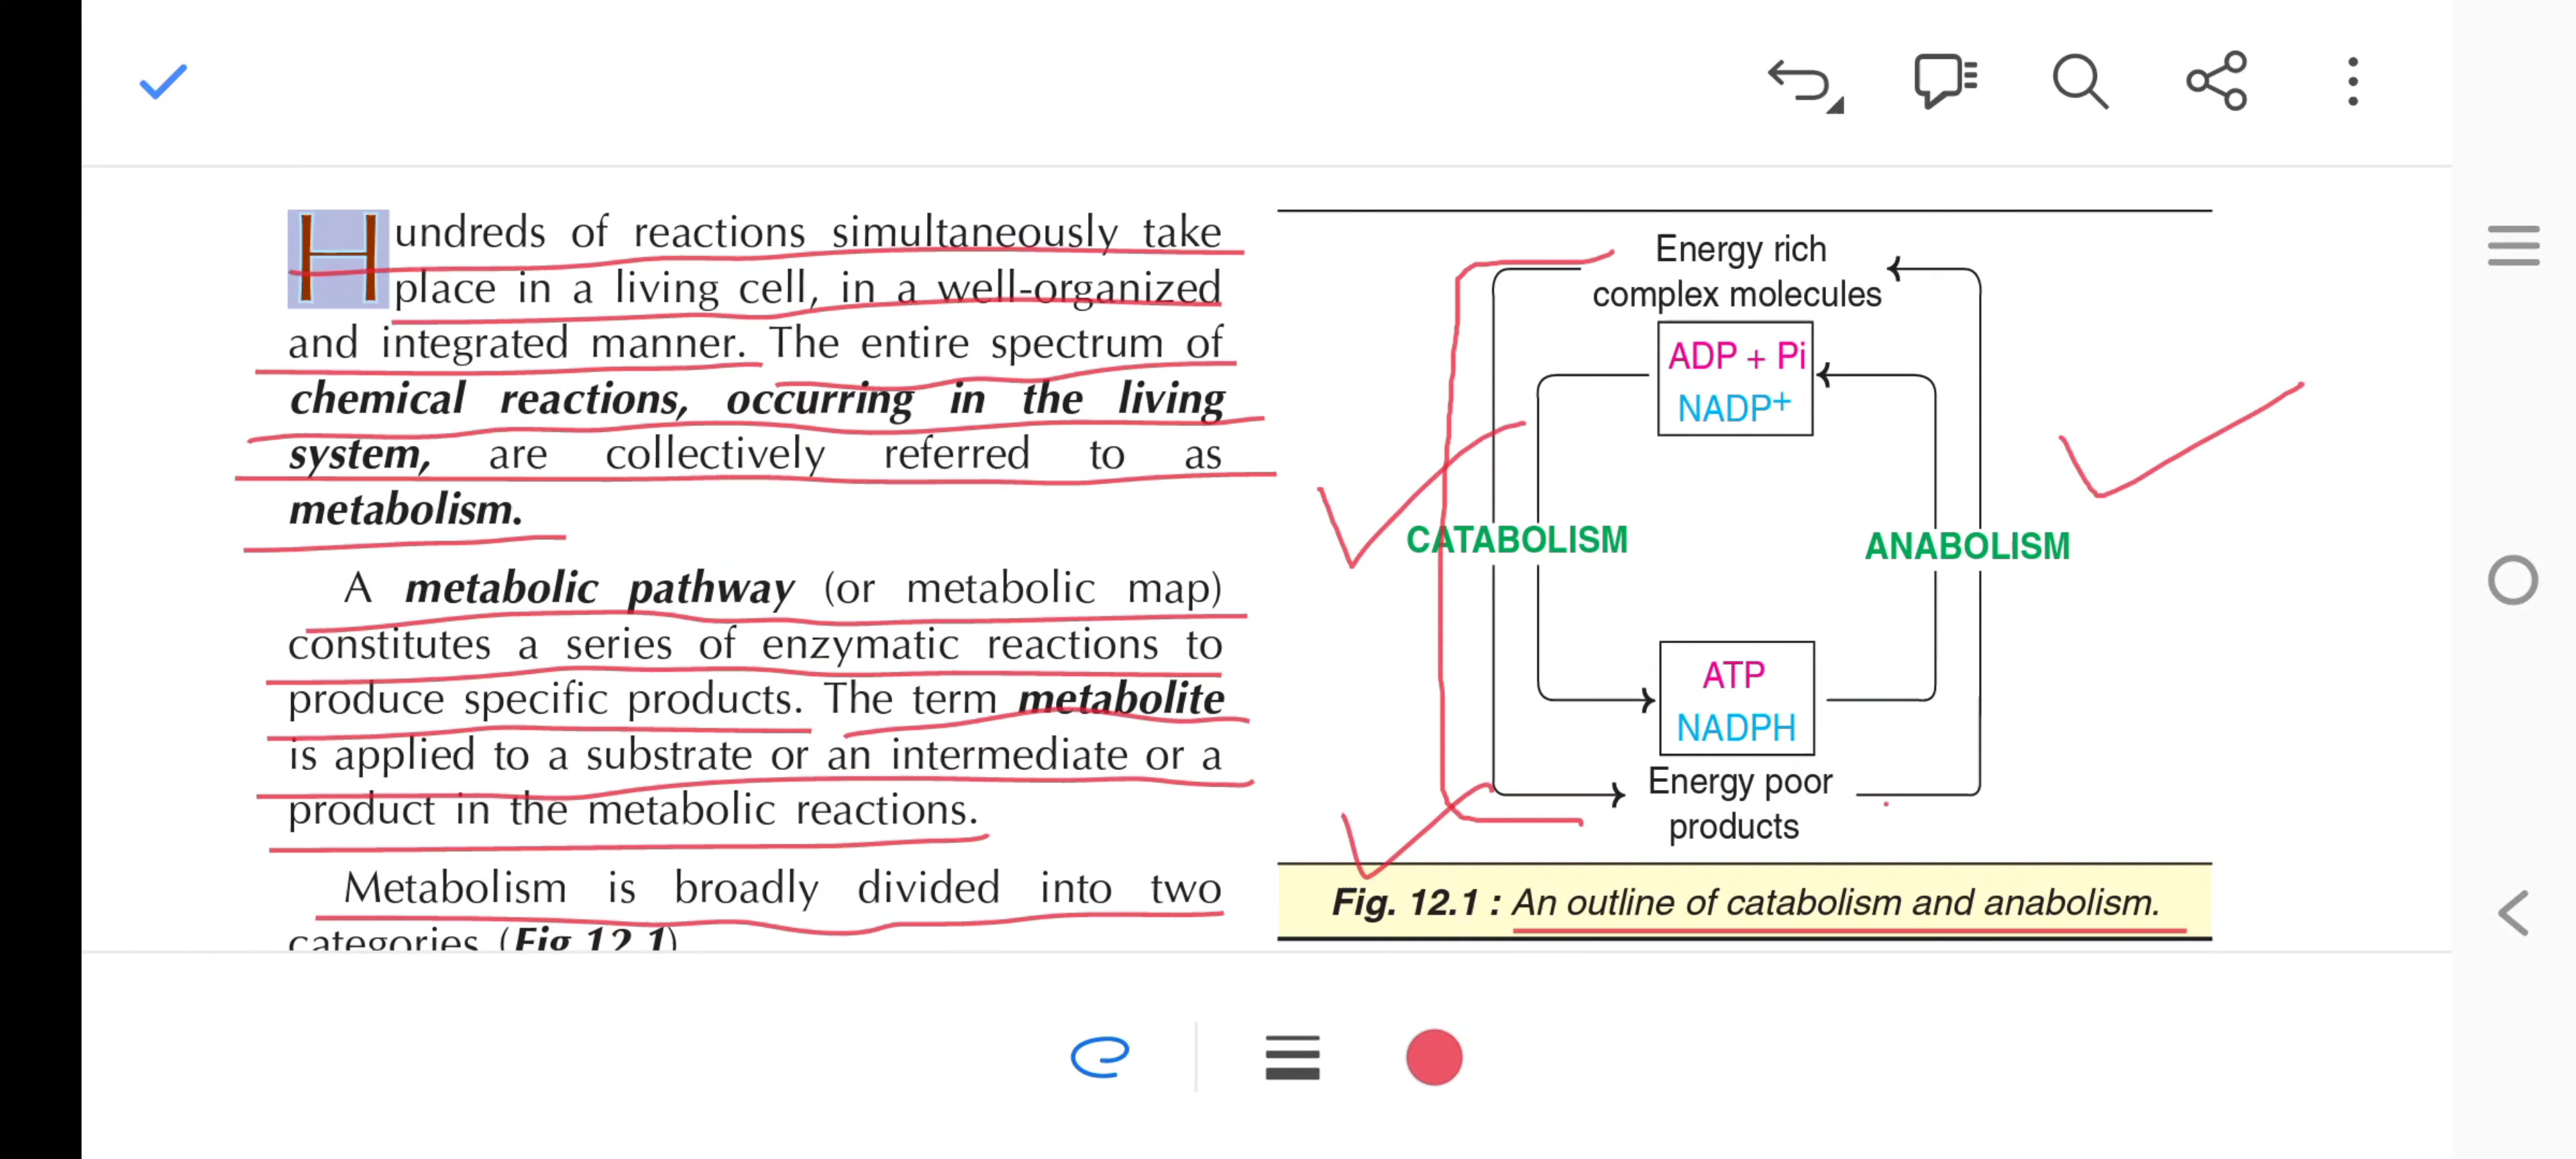 Hundreds of reactions simultaneously take
place in a living cell, in a well-organized
and integrated manner. The entire spectrum of
chemical reactions, occurring in the living
system, are collectively referred to as
metabolism.
A metabolic pathway (or metabolic map)
constitutes a series of enzymatic reactions to
produce specific products. The term metabolite
is applied to a substrate or an intermediate or a
product in the metabolic reactions.
Metabolism is broadly divided into two
categories (Fig 12.1)
Energy rich
complex molecules
ADP + Pi
NADP+
CATABOLISM
ANABOLISM
ATP
NADPH
Energy poor
products
Fig. 12.1 : An outline of catabolism and anabolism.